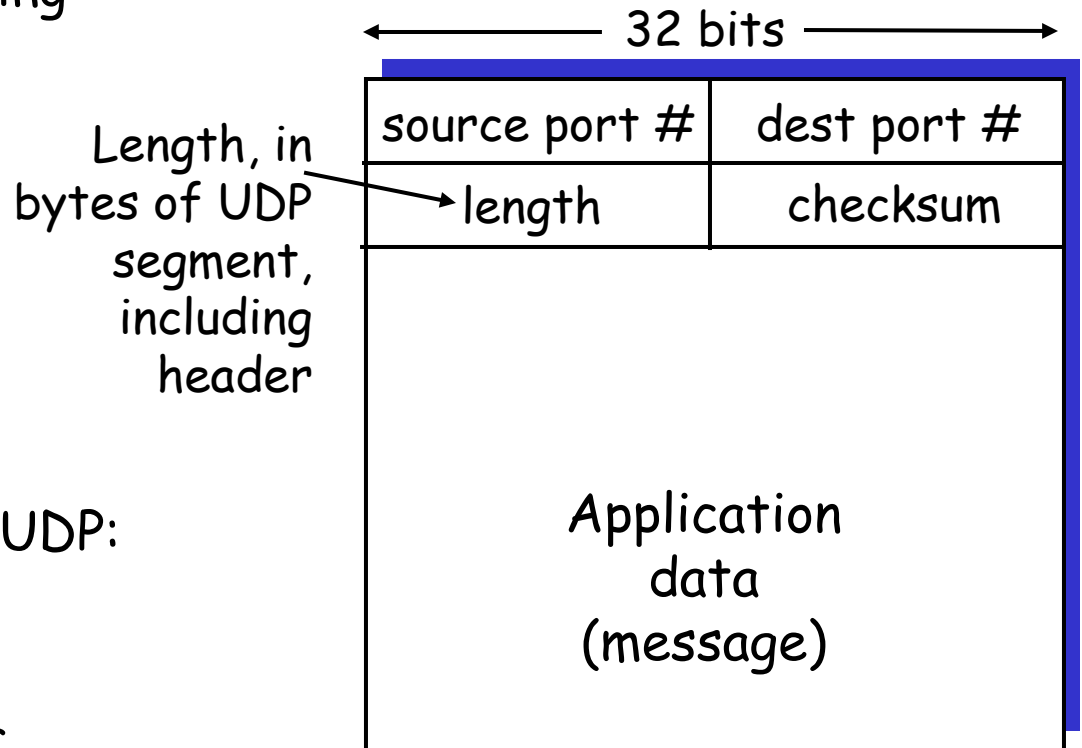 32 bits
source port # dest port #
Length, in
bytes of UDP
segment,
including
header
length checksum
UDP:
Application
data
(message)